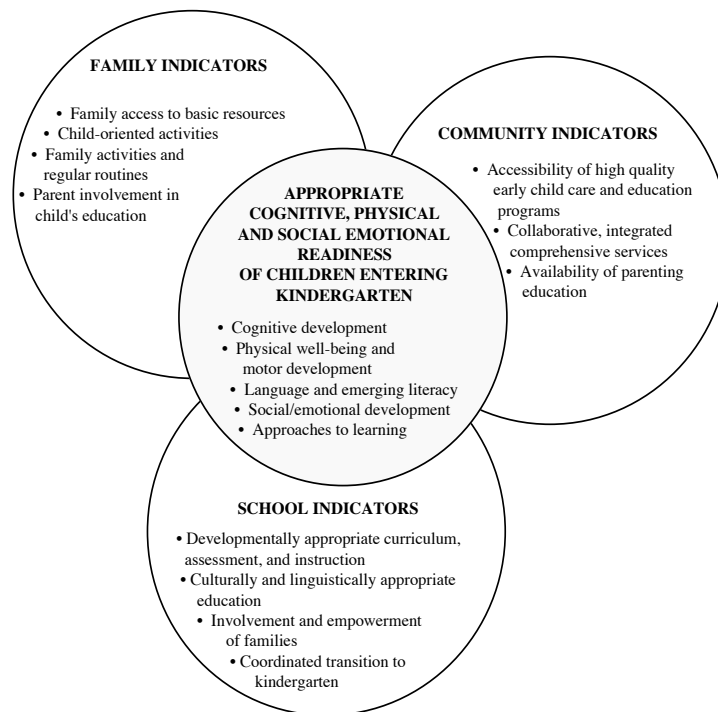 FAMILY INDICATORS
• Family access to basic resources
• Child-oriented activities
• Family activities and
regular routines
• Parent involvement in
child's education
COMMUNITY INDICATORS
• Accessibility of high quality
early child care and education
programs
• Collaborative, integrated
comprehensive services
• Availability of parenting
education
APPROPRIATE
COGNITIVE, PHYSICAL
AND SOCIAL EMOTIONAL
READINESS
OF CHILDREN ENTERING
KINDERGARTEN
• Cognitive development
• Physical well-being and
motor development
• Language and emerging literacy
• Social/emotional development
• Approaches to learning
SCHOOL INDICATORS
• Developmentally appropriate curriculum,
assessment, and instruction
• Culturally and linguistically appropriate
education
• Involvement and empowerment
of families
• Coordinated transition to
kindergarten